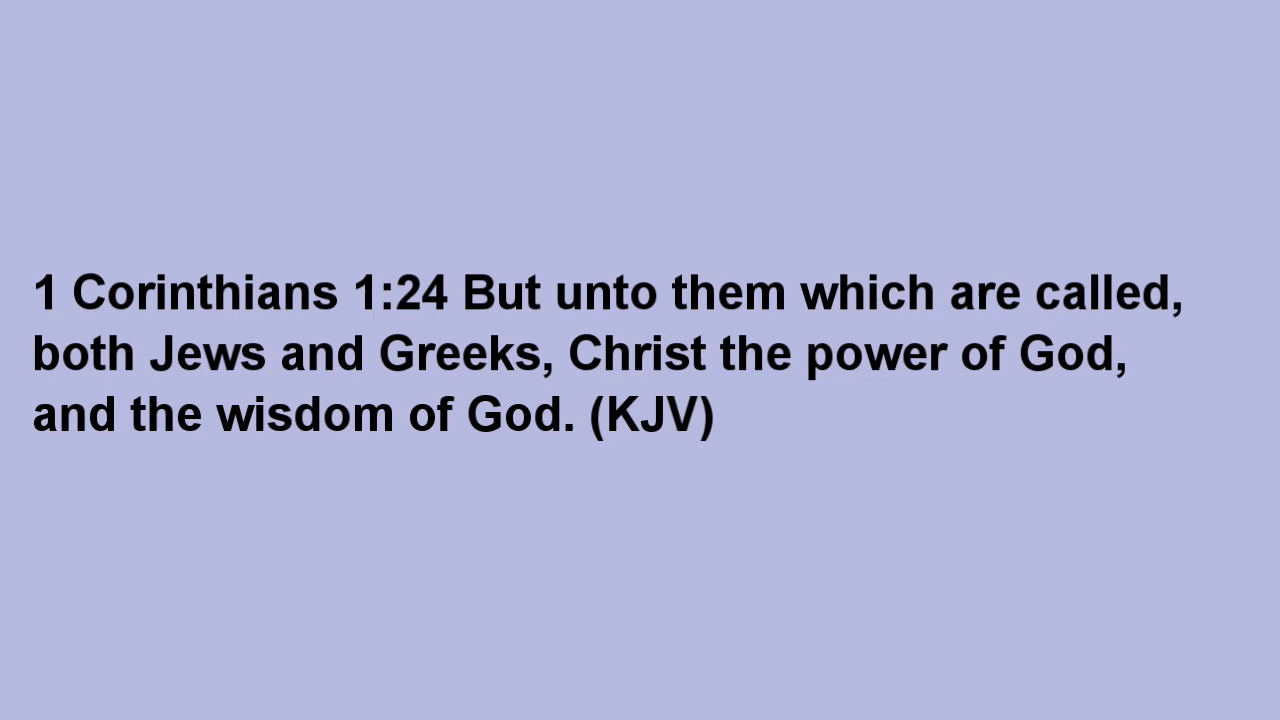 1 Corinthians 1:24 But unto them which are called,
both Jews and Greeks, Christ the power of God,
and the wisdom of God. (KJV)